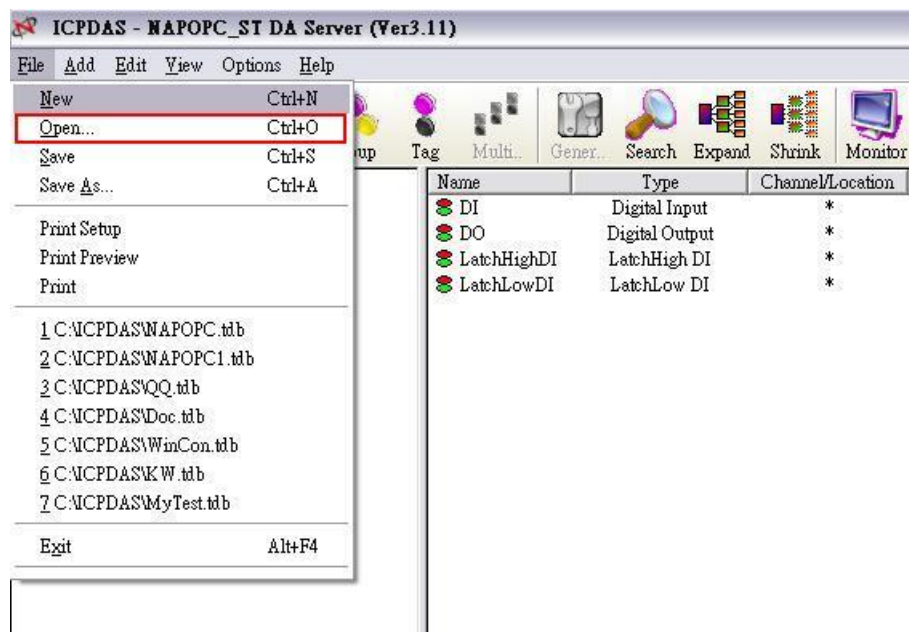 ICPDAS - NAPOPC_ST DA Server (Ver3.11)
File Add Edit View Options Help
New Ctrl+N
Open... Ctrl+O
Save Ctrl+S
Save As... Ctrl+A
Print Setup
Print Preview
Print
1 C:\ICPDAS\NAPOPC.tdb
2 C:\ICPDAS\NAPOPC1.tdb
3 C:\ICPDAS\QQ.tdb
4 C:\ICPDAS\Doc.tdb
5 C:\ICPDAS\WinCon.tdb
6 C:\ICPDAS\KW.tdb
7 C:\ICPDAS\MyTest.tdb
Exit Alt+F4
up Tag Multi.. Gener.. Search Expand Shrink Monitor
Name Type Channel/Location
DI Digital Input *
DO Digital Output *
LatchHighDI LatchHigh DI *
LatchLowDI LatchLow DI *